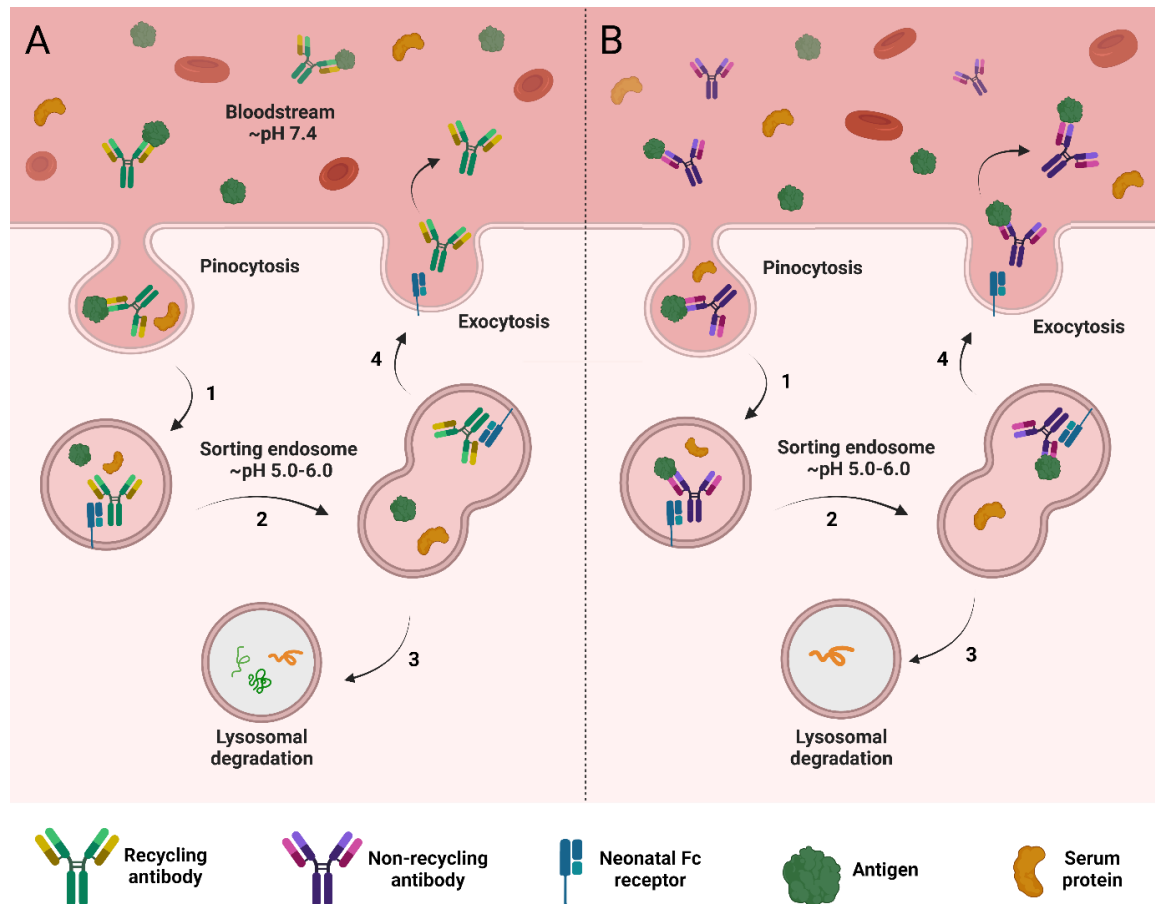 A
Bloodstream
~pH 7.4
Pinocytosis
Exocytosis
1
4
Sorting endosome
~pH 5.0-6.0
2
3
Lysosomal
degradation
B
Pinocytosis
Exocytosis
1
4
Sorting endosome
~pH 5.0-6.0
2
3
Lysosomal
degradation
Recycling
antibody
Non-recycling
antibody
Neonatal Fc
receptor
Antigen
Serum
protein